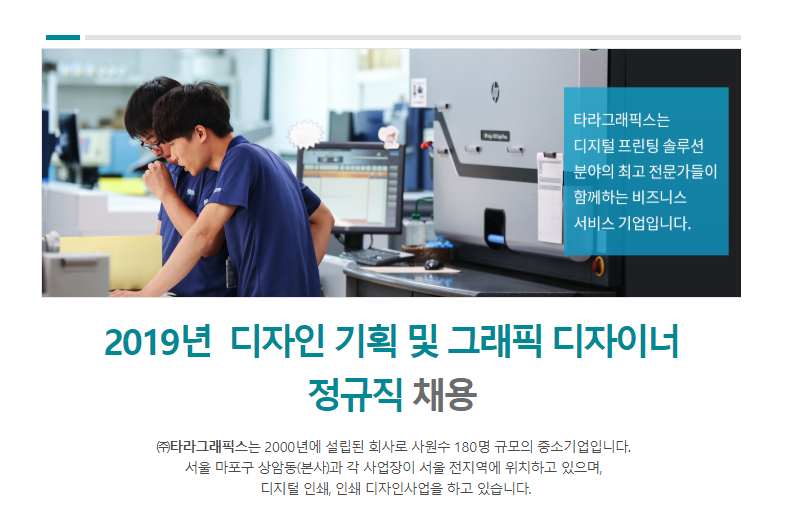 hp
타라그래픽스는
디지털 프린팅 솔루션
분야의 최고 전문가들이
함께하는 비즈니스
서비스 기업입니다.
2019년 디자인 기획 및 그래픽 디자이너
정규직 채용
㈜타라그래픽스는 2000년에 설립된 회사로 사원수 180명 규모의 중소기업입니다.
서울 마포구 상암동(본사)과 각 사업장이 서울 전지역에 위치하고 있으며,
디지털 인쇄, 인쇄 디자인사업을 하고 있습니다.